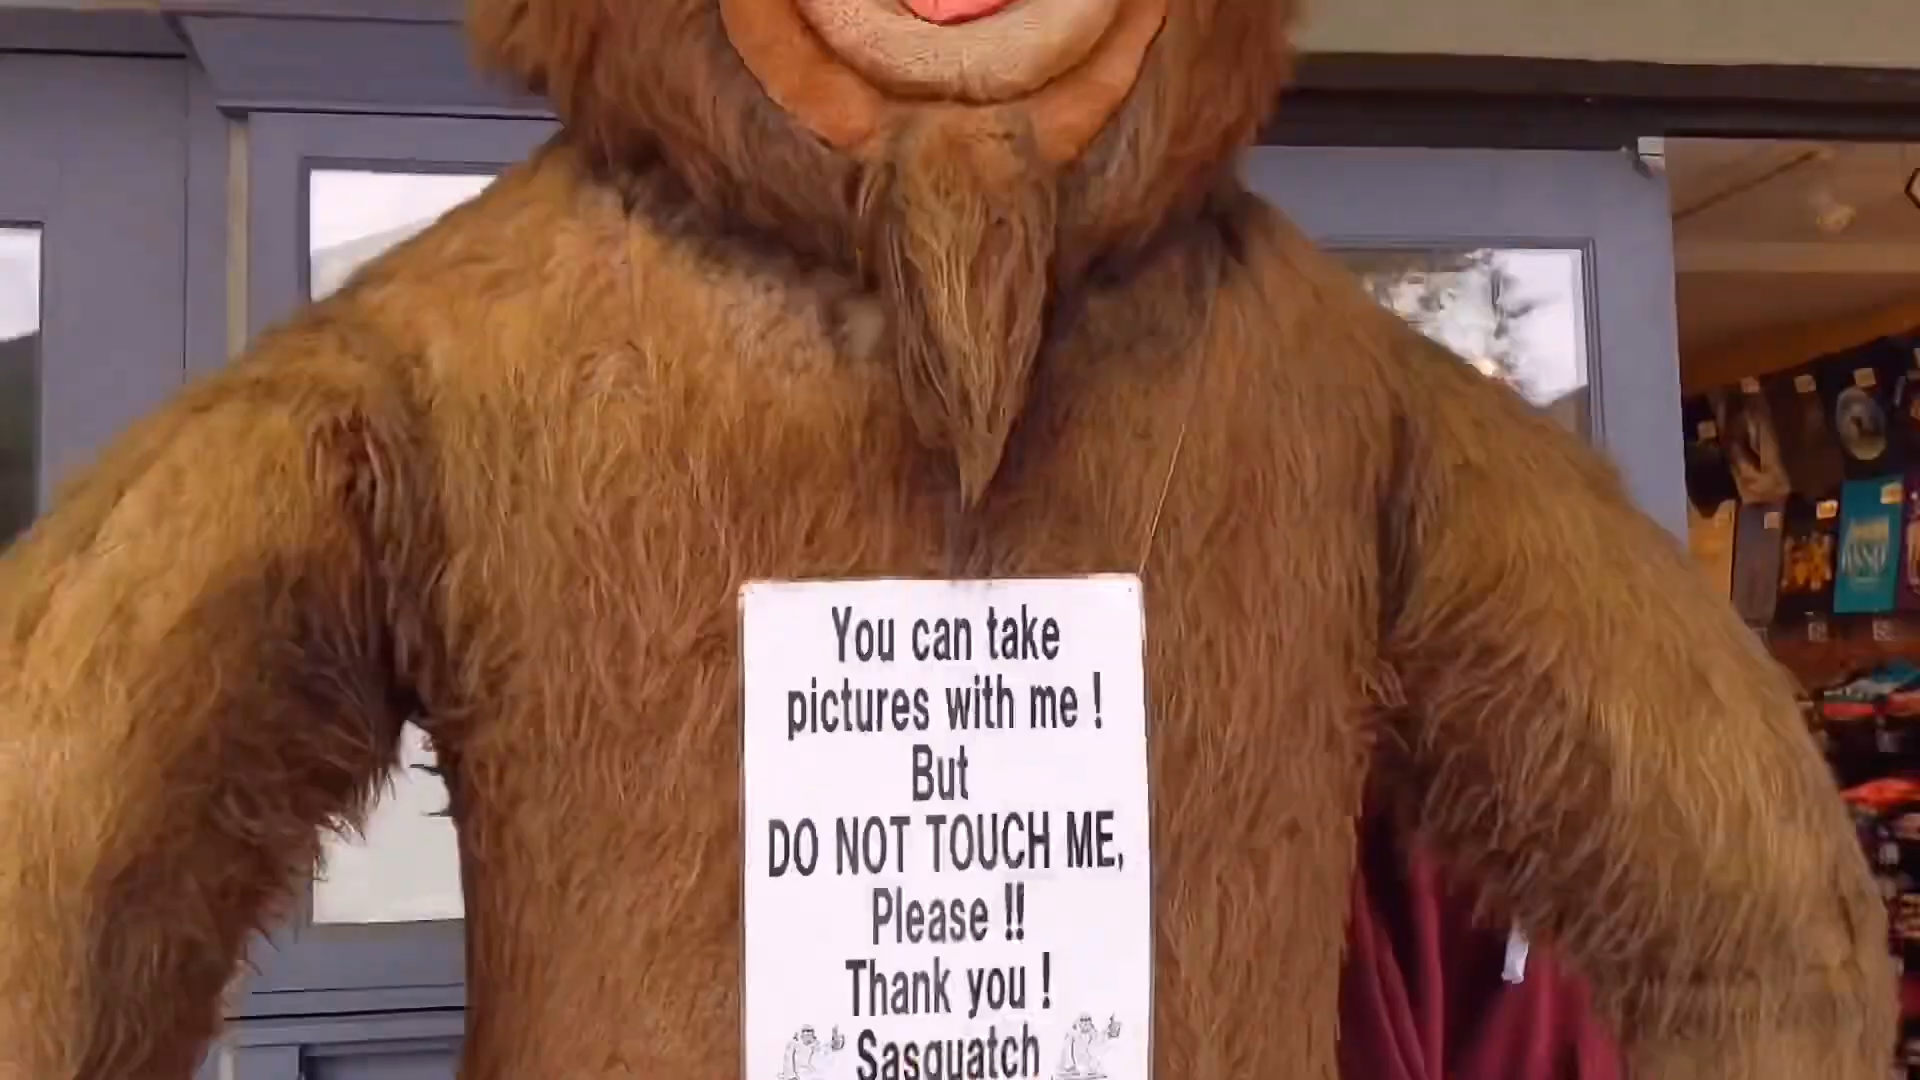 You can take
pictures with me !
But
DO NOT TOUCH ME,
Please !!
Thank you !
Sasquatch